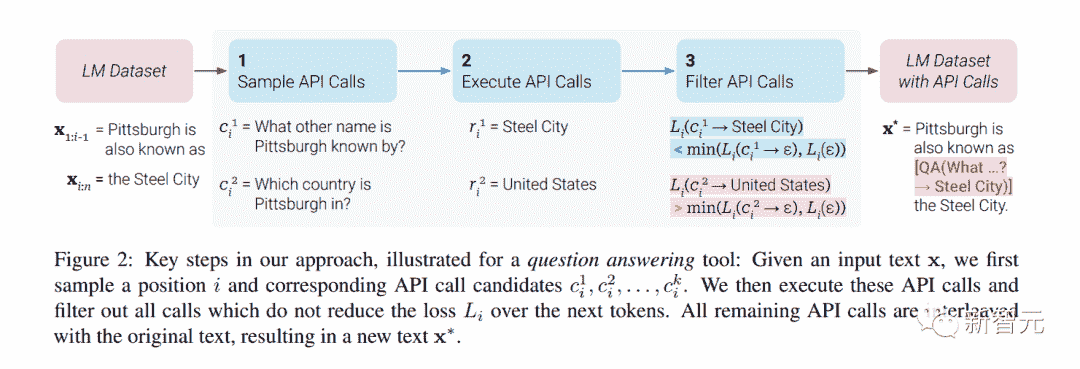 LM Dataset
1
Sample API Calls
2
Execute API Calls
3
Filter API Calls
LM Dataset
with API Calls
x1:i-1 = Pittsburgh is
also known as
xi:n = the Steel City
ci1 = What other name is
Pittsburgh known by?
ci2 = Which country is
Pittsburgh in?
ri1 = Steel City
ri2 = United States
Li(ci1 → Steel City)
< min(Li(ci1 → ε), Li(ε))
Li(ci2 → United States)
> min(Li(ci2 → ε), Li(ε))
x* = Pittsburgh is
also known as
[QA(What ...?
→ Steel City)]
the Steel City.
Figure 2: Key steps in our approach, illustrated for a question answering tool: Given an input text x, we first
sample a position i and corresponding API call candidates ci1, ci2, . . . , cik. We then execute these API calls and
filter out all calls which do not reduce the loss Li over the next tokens. All remaining API calls are interleaved
with the original text, resulting in a new text x*.
新智元